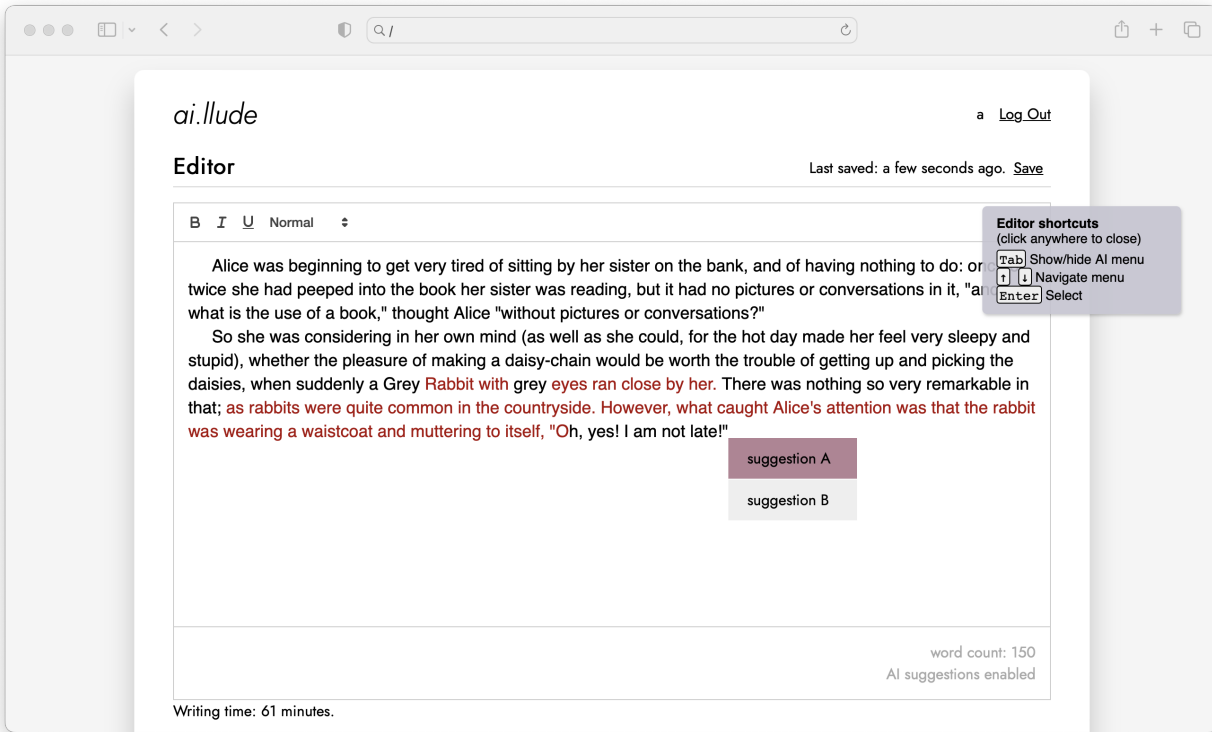 /
ai.llude
a Log Out
Editor
Last saved: a few seconds ago. Save
B I U Normal
Alice was beginning to get very tired of sitting by her sister on the bank, and of having nothing to do:
twice she had peeped into the book her sister was reading, but it had no pictures or conversations in it,
what is the use of a book," thought Alice "without pictures or conversations?"
So she was considering in her own mind (as well as she could, for the hot day made her feel very sleepy and
stupid), whether the pleasure of making a daisy-chain would be worth the trouble of getting up and picking the
daisies, when suddenly a Grey Rabbit with grey eyes ran close by her. There was nothing so very remarkable in
that; as rabbits were quite common in the countryside. However, what caught Alice's attention was that the rabbit
was wearing a waistcoat and muttering to itself, "Oh, yes! I am not late!"
suggestion A
suggestion B
Editor shortcuts
(click anywhere to close)
Tab Show/hide AI menu
↑ ↓ Navigate menu
Enter Select
word count: 150
AI suggestions enabled
Writing time: 61 minutes.